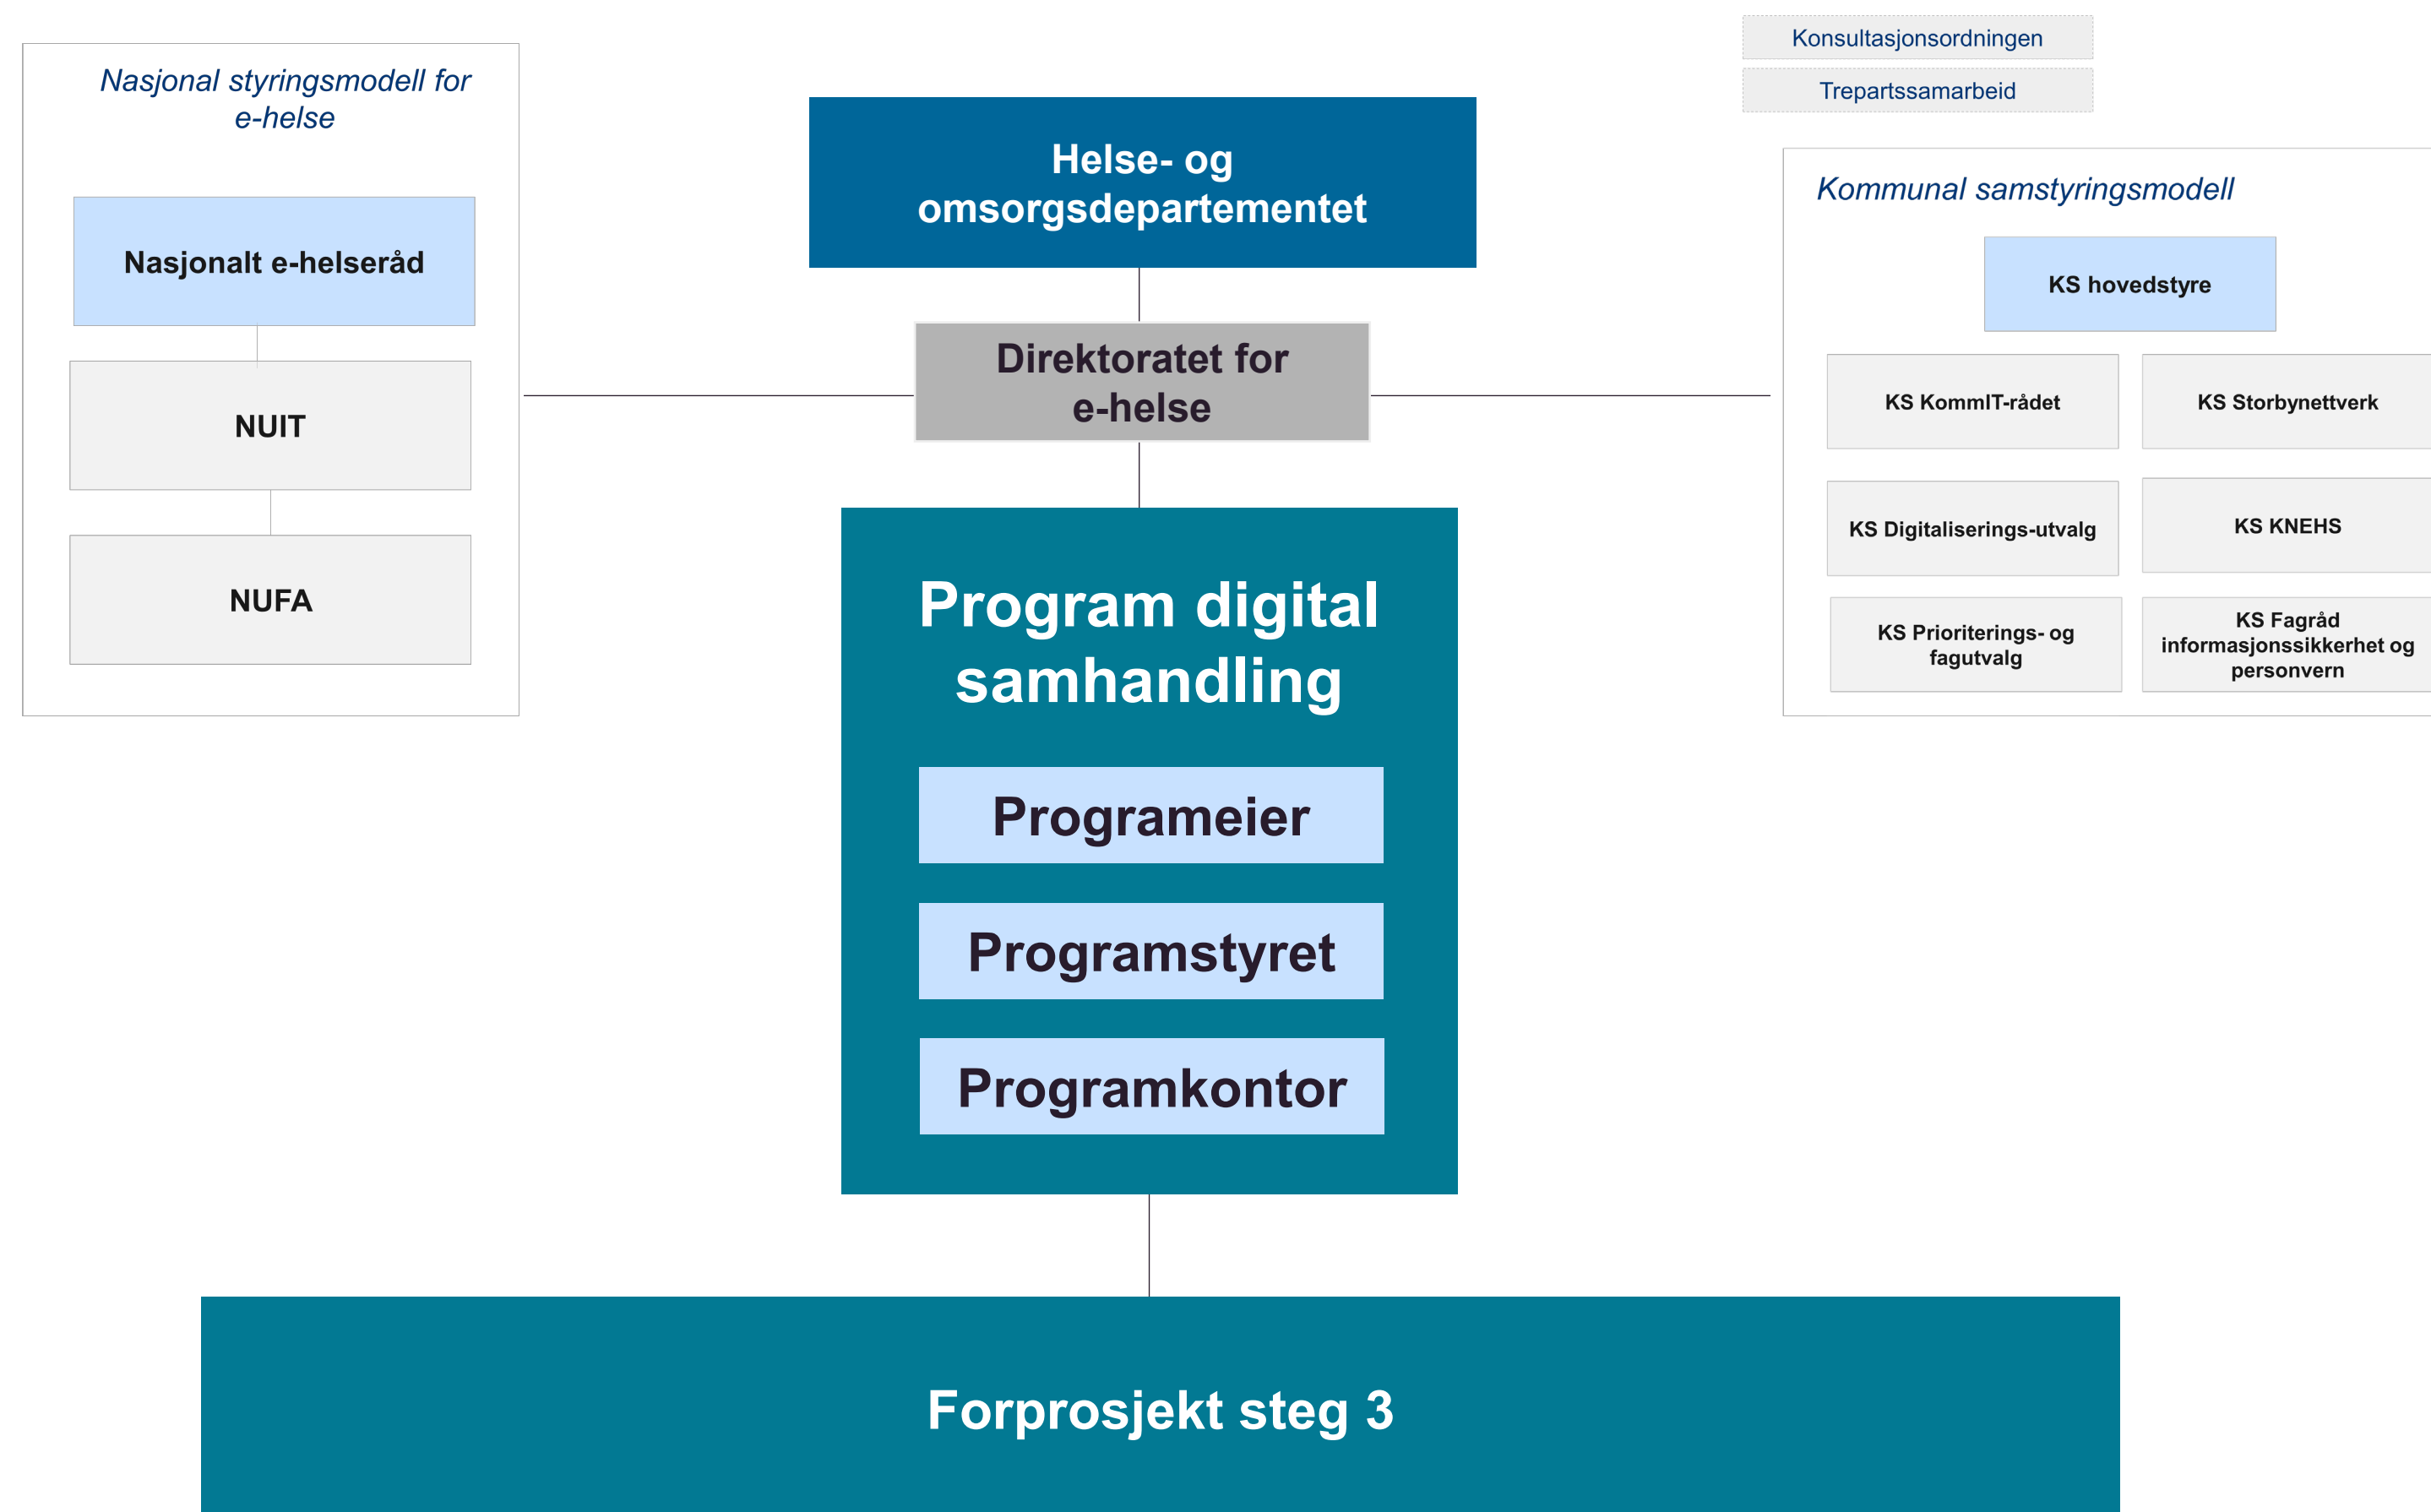 Nasjonal styringsmodell for
e-helse
Nasjonalt e-helseråd
NUIT
NUFA
Helse- og
omsorgsdepartementet
Direktoratet for
e-helse
Program digital
samhandling
Programeier
Programstyret
Programkontor
Forprosjekt steg 3
Konsultasjonsordningen
Trepartssamarbeid
Kommunal samstyringsmodell
KS hovedstyre
KS KommIT-rådet
KS Storbynettverk
KS Digitaliserings-utvalg
KS KNEHS
KS Prioriterings- og
fagutvalg
KS Fagråd
informasjonssikkerhet og
personvern